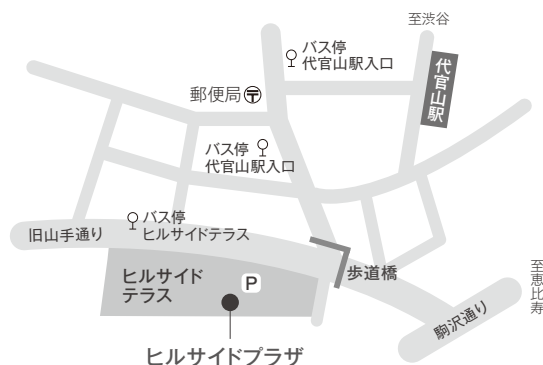 至渋谷
バス停
代官山駅入口
代官山駅
郵便局〒
バス停
代官山駅入口
バス停
ヒルサイドテラス
旧山手通り
ヒルサイド
テラス
P
歩道橋
至恵比寿
駒沢通り
ヒルサイドプラザ